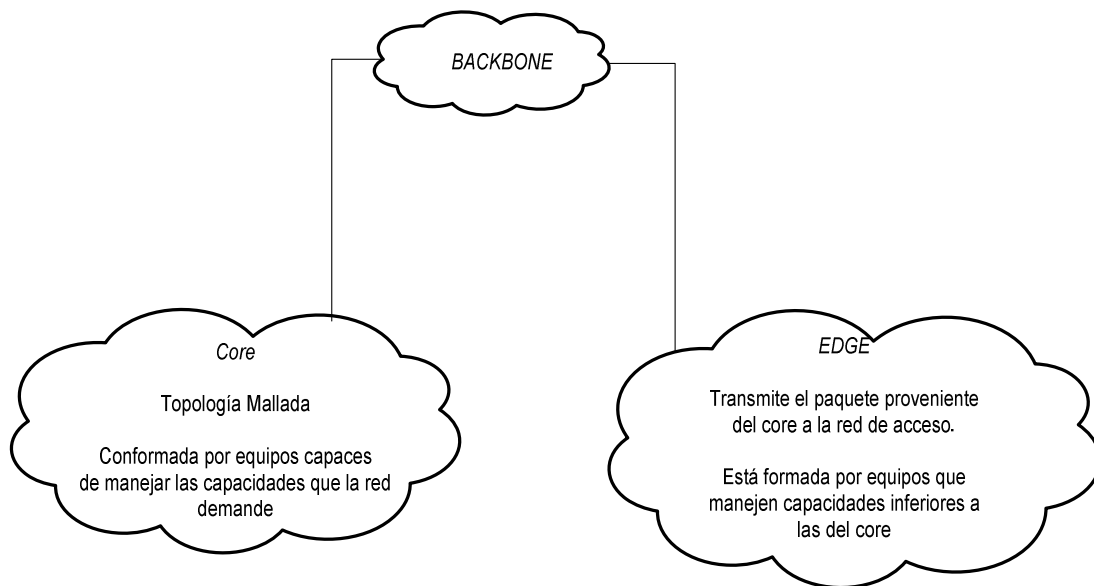 BACKBONE
Core
Topología Mallada
Conformada por equipos capaces
de manejar las capacidades que la red
demande
EDGE
Transmite el paquete proveniente
del core a la red de acceso.
Está formada por equipos que
manejen capacidades inferiores a
las del core